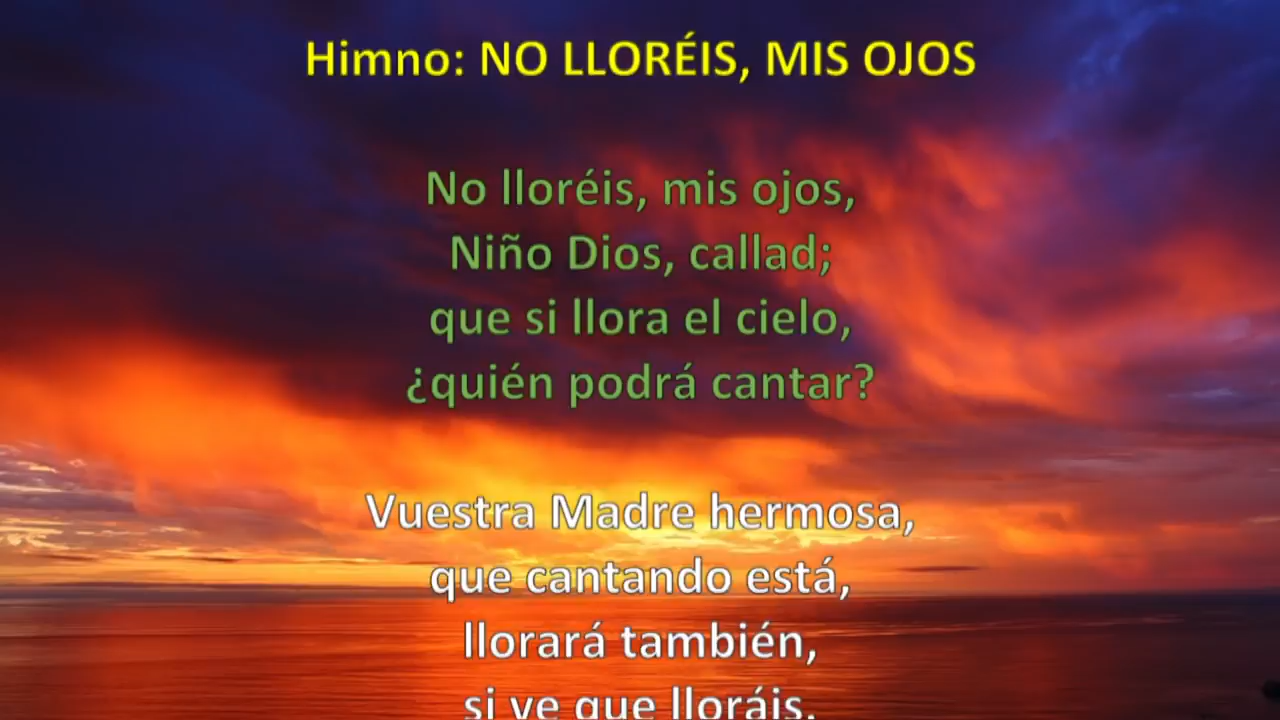 Himno: NO LLORÉIS, MIS OJOS
No lloréis, mis ojos,
Niño Dios, callad;
que si llora el cielo,
¿quién podrá cantar?
Vuestra Madre hermosa,
que cantando está,
llorará también,
si ve que lloráis.